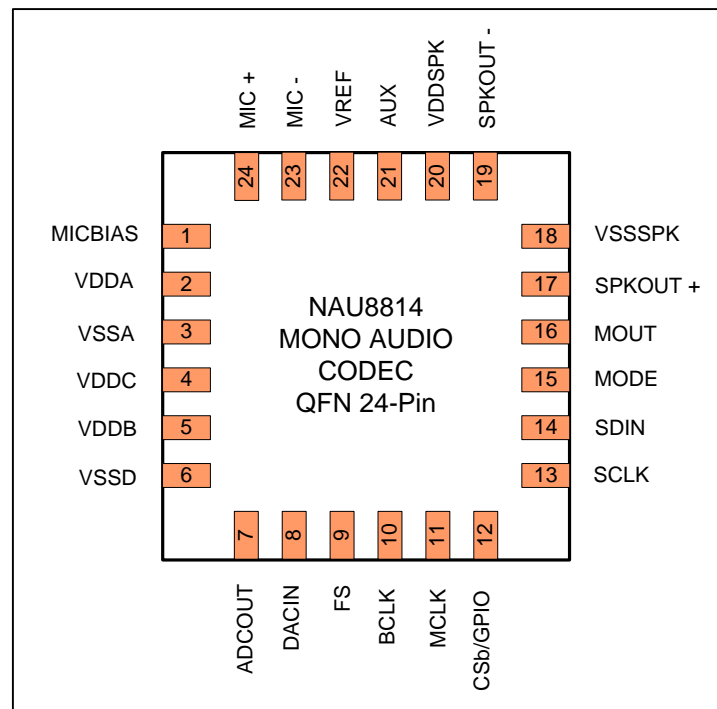 MIC +
MIC -
VREF
AUX
VDDSPK
SPKOUT -
24
23
22
21
20
19
MICBIAS
1
VDDA
2
VSSA
3
VDDC
4
VDDB
5
VSSD
6
NAU8814
MONO AUDIO
CODEC
QFN 24-Pin
18
VSSSPK
17
SPKOUT +
16
MOUT
15
MODE
14
SDIN
13
SCLK
7
8
9
10
11
12
ADCOUT
DACIN
FS
BCLK
MCLK
CSb/GPIO